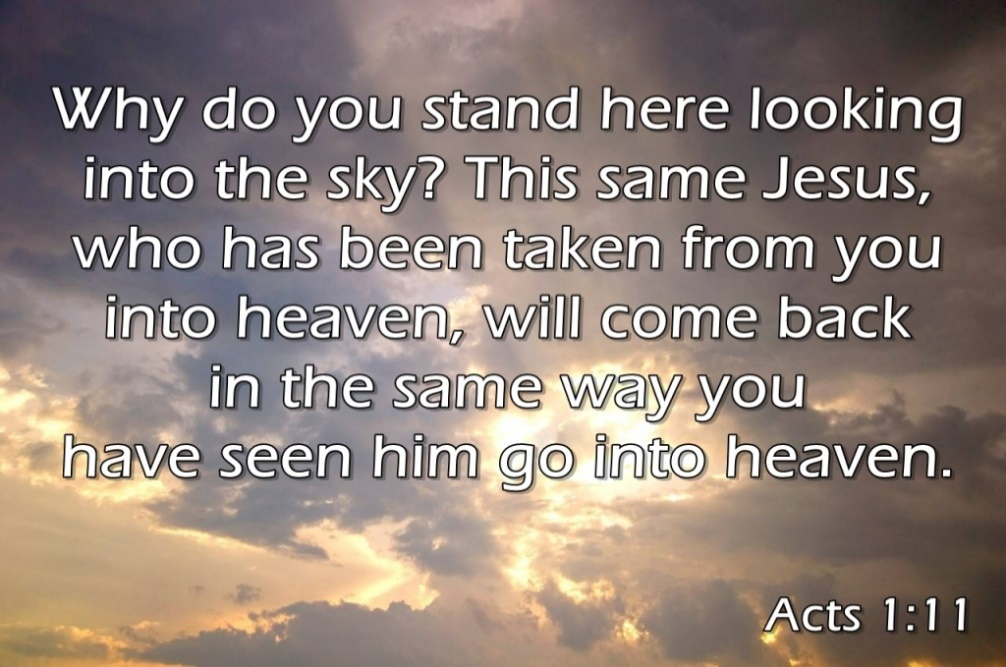 Why do you stand here looking
into the sky? This same Jesus,
who has been taken from you
into heaven, will come back
in the same way you
have seen him go into heaven.
Acts 1:11